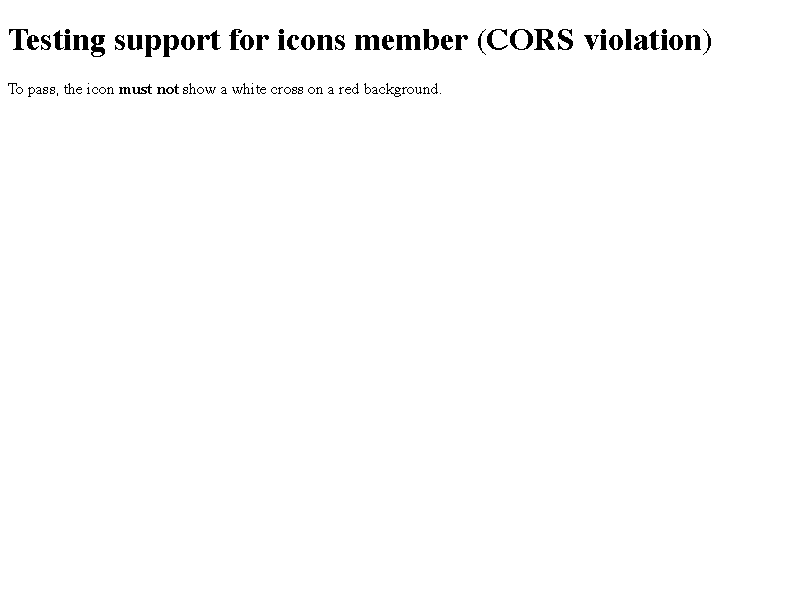 Testing support for icons member (CORS violation)
To pass, the icon must not show a white cross on a red background.